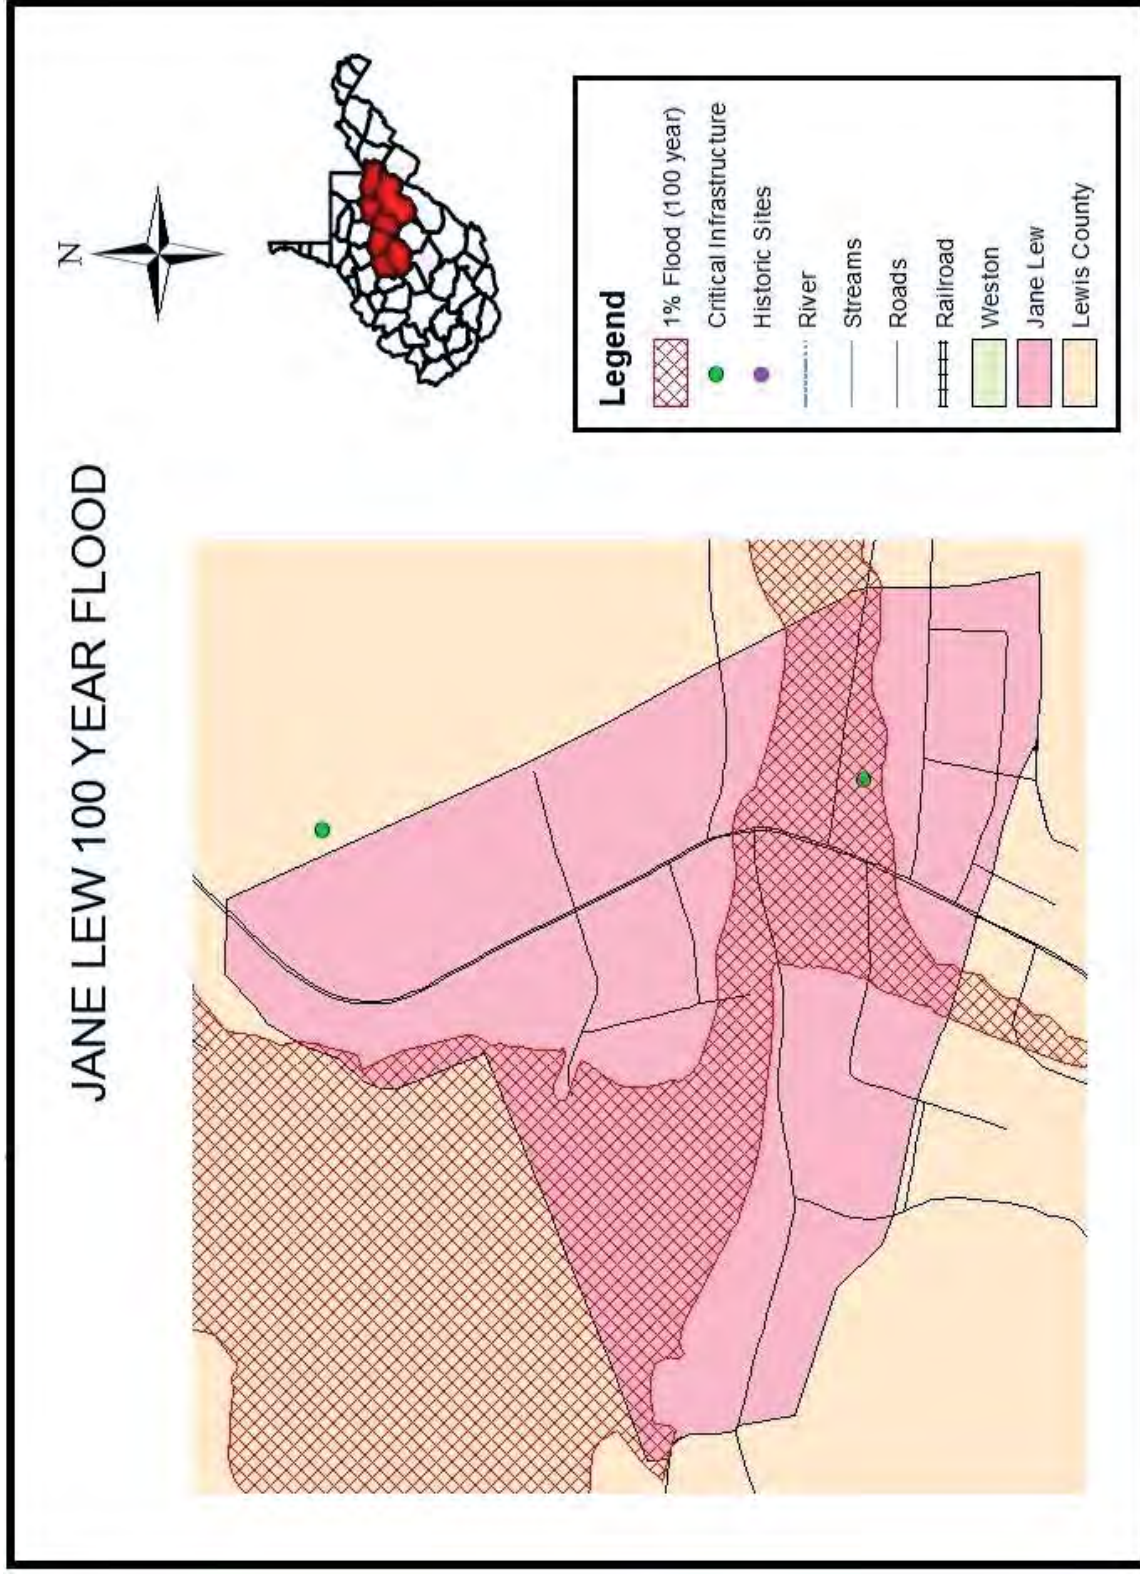 JANE LEW 100 YEAR FLOOD
N
Legend
1% Flood (100 year)
Critical Infrastructure
Historic Sites
River
Streams
Roads
Railroad
Weston
Jane Lew
Lewis County